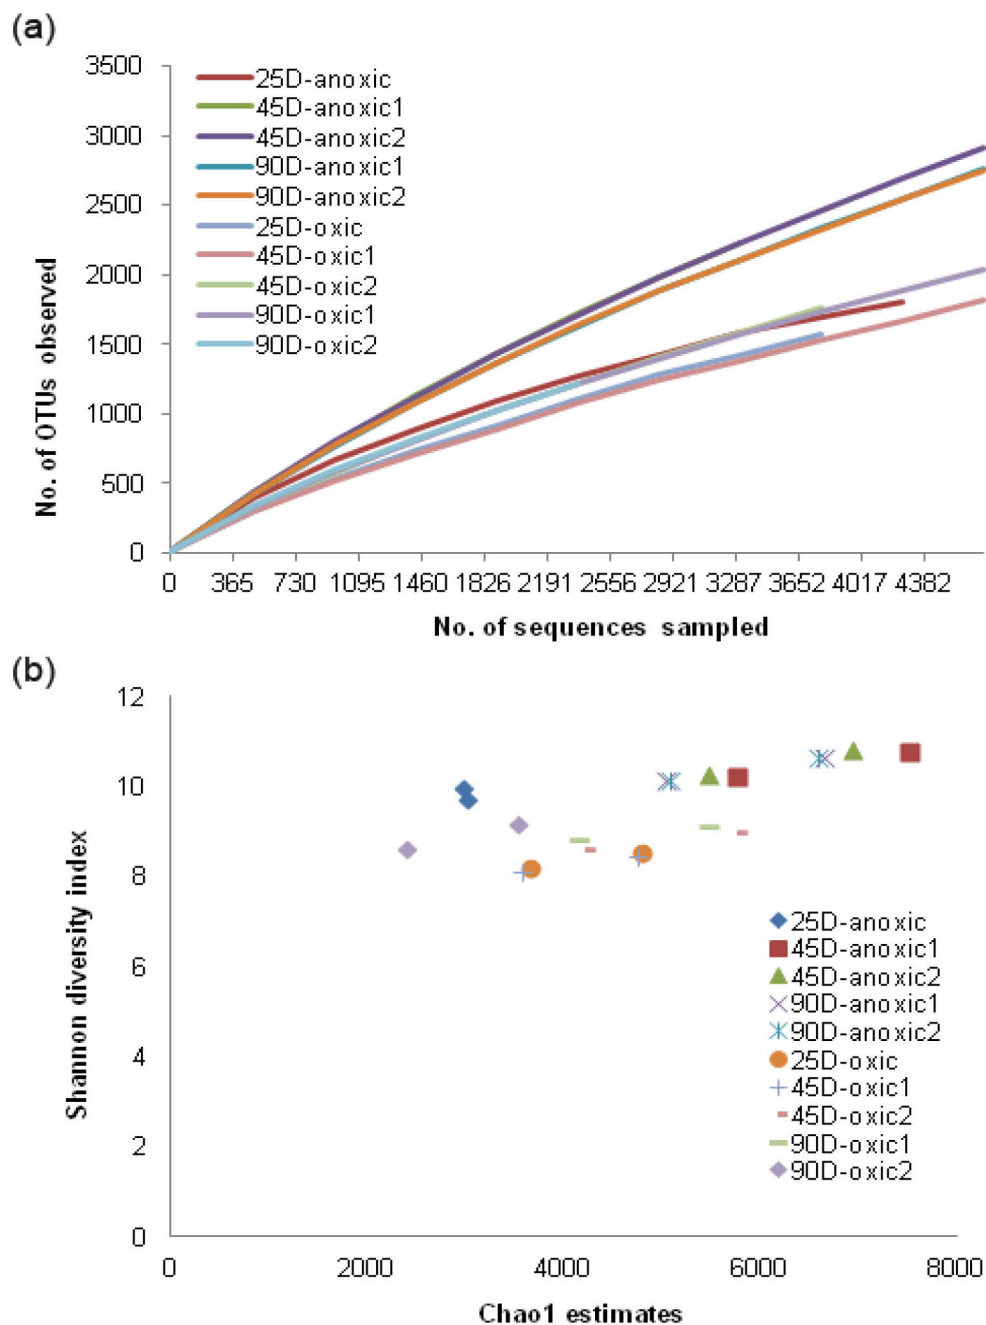 (a)
3500
3000
2500
2000
1500
1000
500
0
No. of OTUs observed
25D-anoxic
45D-anoxic1
45D-anoxic2
90D-anoxic1
90D-anoxic2
25D-oxic
45D-oxic1
45D-oxic2
90D-oxic1
90D-oxic2
0 365 730 1095 1460 1826 2191 2556 2921 3287 3652 4017 4382
No. of sequences sampled
(b)
12
10
8
6
4
2
0
Shannon diversity index
25D-anoxic
45D-anoxic1
45D-anoxic2
90D-anoxic1
90D-anoxic2
25D-oxic
45D-oxic1
45D-oxic2
90D-oxic1
90D-oxic2
0 2000 4000 6000 8000
Chao1 estimates